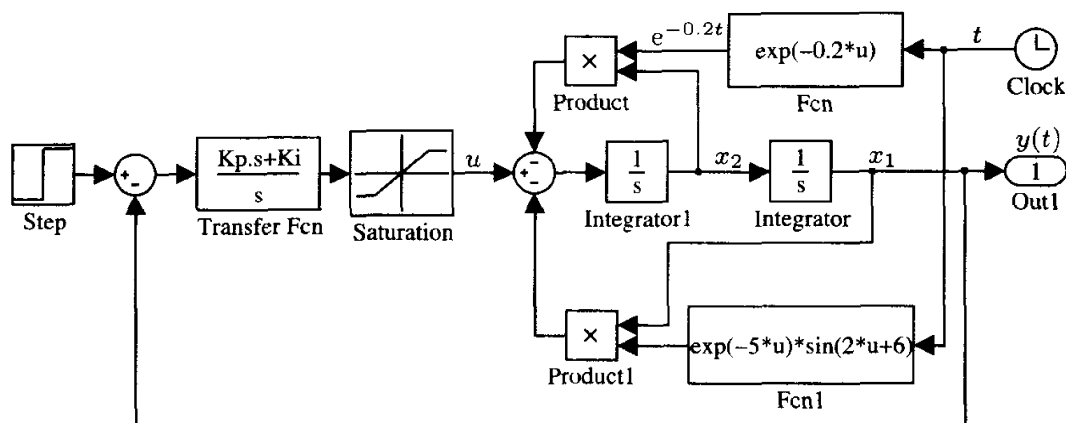 e^{-0.2t}
exp(−0.2*u)
t
×
Product
Fcn
Clock
y(t)
Kp.s+Ki
s
u
1
s
x_2
1
s
x_1
1
+
-
-
-
-
Step
Transfer Fcn
Saturation
Integrator1
Integrator
Out1
×
exp(−5*u)*sin(2*u+6)
Product1
Fcn1